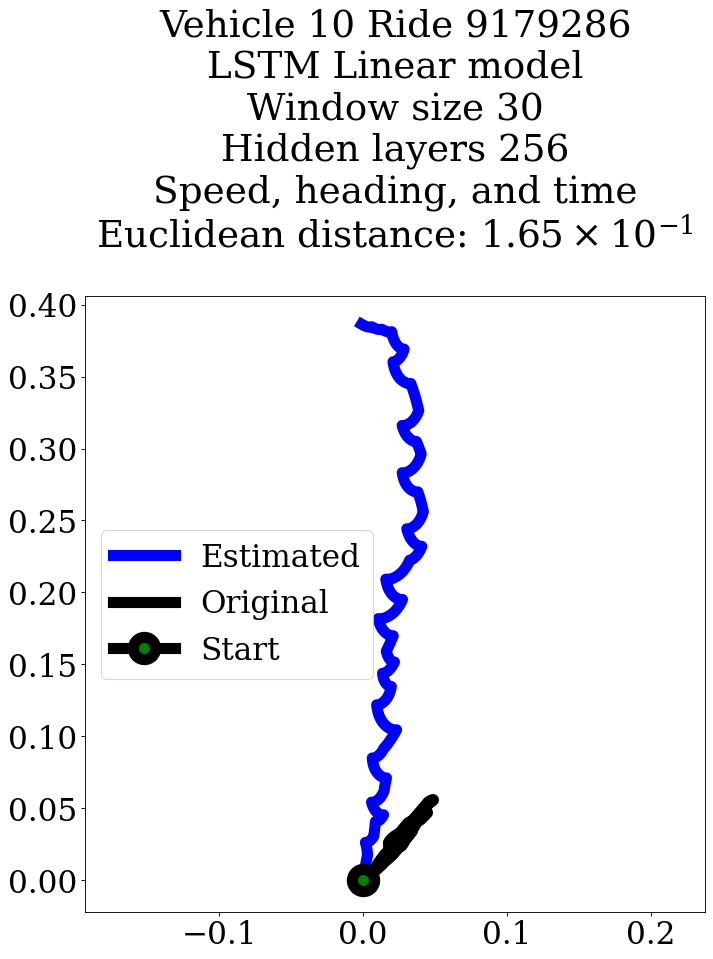 Vehicle 10 Ride 9179286
LSTM Linear model
Window size 30
Hidden layers 256
Speed, heading, and time
Euclidean distance: 1.65 × 10⁻¹
0.40
0.35
0.30
0.25
0.20
0.15
0.10
0.05
0.00
Estimated
Original
Start
−0.1
0.0
0.1
0.2